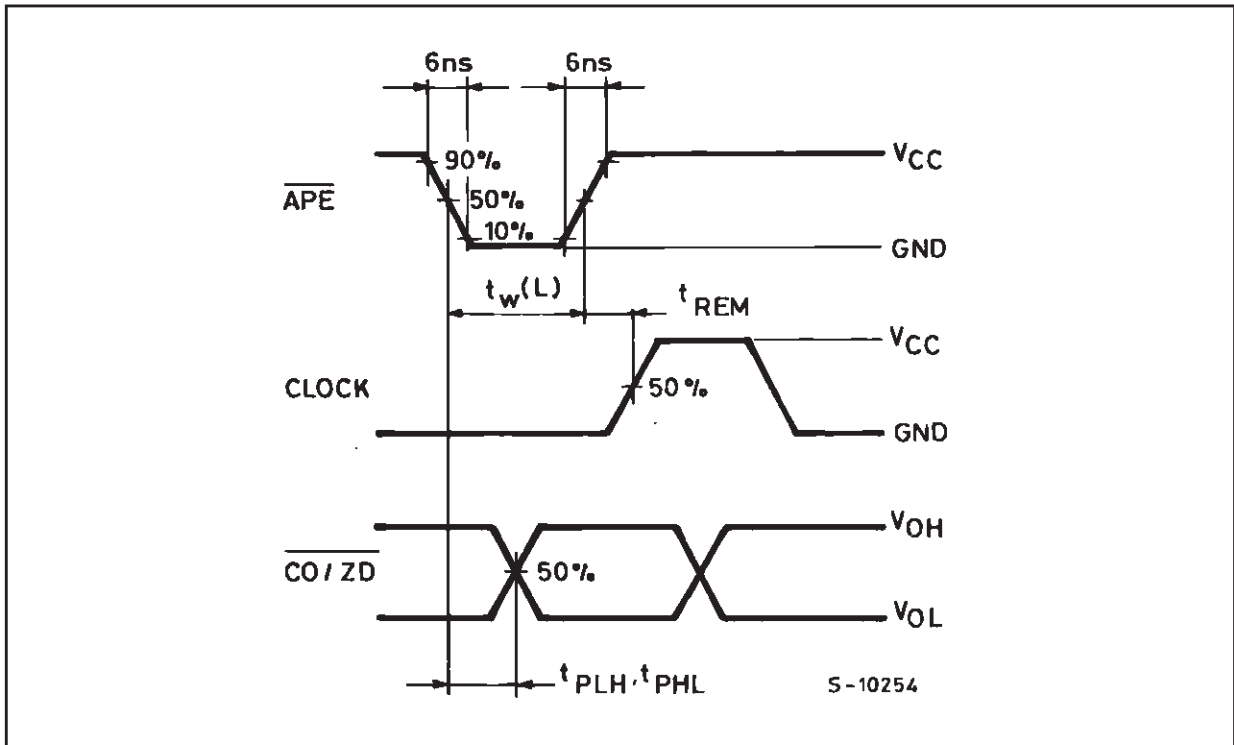 6ns 6ns
90%
VCC
APE
50%
10%
GND
tw(L)
tREM
VCC
CLOCK
50%
GND
VOH
CO/ZD
50%
VOL
tPLH,tPHL
S-10254